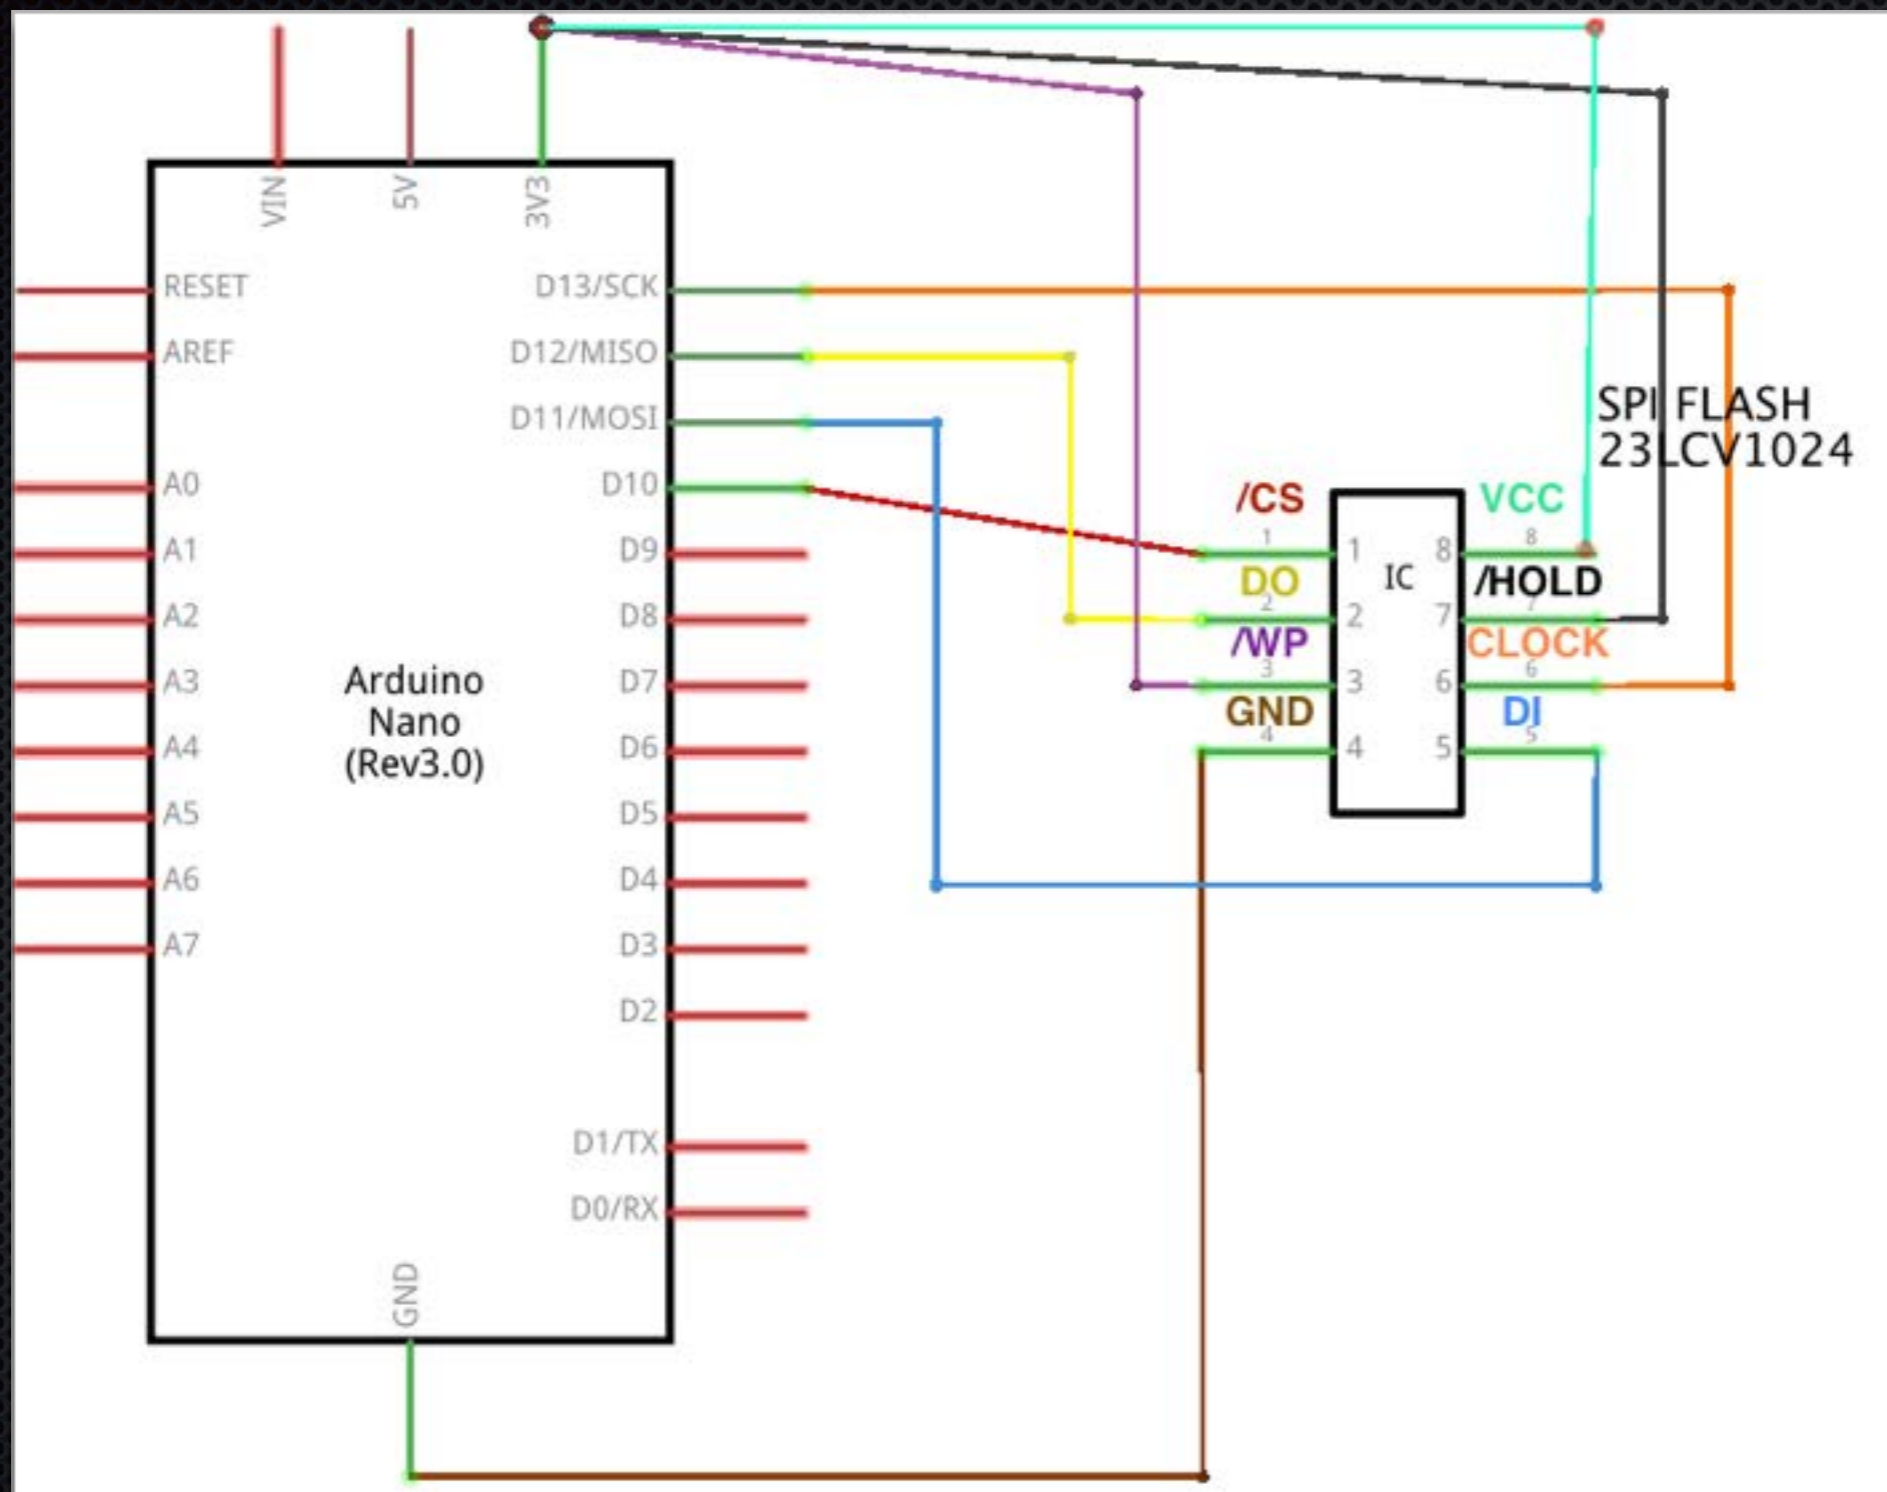 VIN
5V
3V3
RESET
AREF
A0
A1
A2
A3
A4
A5
A6
A7
D13/SCK
D12/MISO
D11/MOSI
D10
D9
D8
D7
D6
D5
D4
D3
D2
D1/TX
D0/RX
GND
Arduino
Nano
(Rev3.0)
SPI FLASH
23LCV1024
/CS
1
1
DO
2
2
/WP
3
3
GND
4
4
IC
VCC
8
8
/HOLD
7
7
CLOCK
6
6
DI
5
5